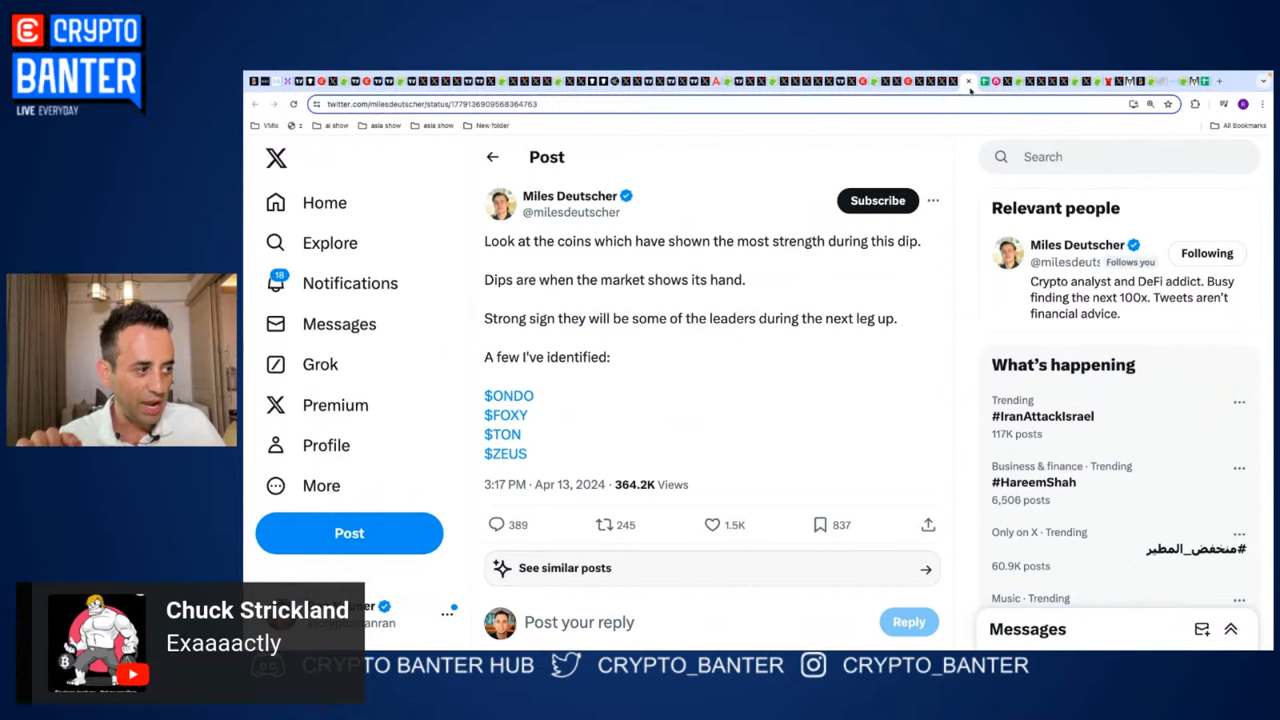 CRYPTO
BANTER
LIVE EVERYDAY
twitter.com/milesdeutscher/status/1779136909568364763
VMix
z
ai show
asia show
asia show
New folder
All Bookmarks
Home
Explore
18
Notifications
Messages
Grok
Premium
Profile
More
Post
Post
Miles Deutscher
@milesdeutscher
Subscribe
Look at the coins which have shown the most strength during this dip.
Dips are when the market shows its hand.
Strong sign they will be some of the leaders during the next leg up.
A few I've identified:
$ONDO
$FOXY
$TON
$ZEUS
3:17 PM · Apr 13, 2024 · 364.2K Views
389
245
1.5K
837
See similar posts
Post your reply
Reply
Search
Relevant people
Miles Deutscher
@milesdeuts Follows you
Following
Crypto analyst and DeFi addict. Busy
finding the next 100x. Tweets aren't
financial advice.
What's happening
Trending
#IranAttackIsrael
117K posts
Business & finance · Trending
#HareemShah
6,506 posts
Only on X · Trending
#منخفض_المطير
60.9K posts
Music · Trending
Messages
Chuck Strickland
Exaaaactly
CRYPTO BANTER HUB
CRYPTO_BANTER
CRYPTO_BANTER